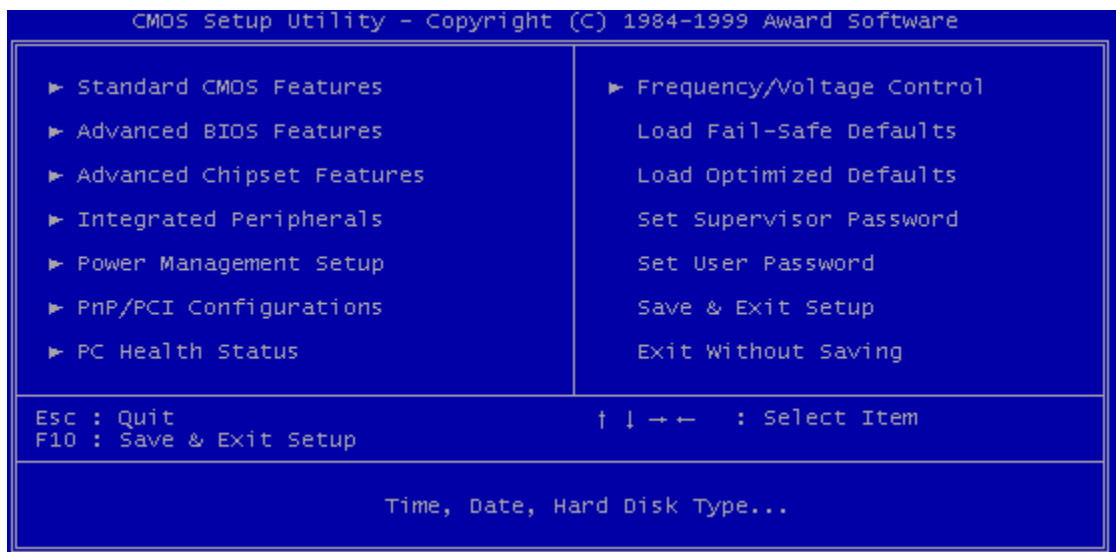 CMOS Setup Utility - Copyright (C) 1984-1999 Award Software
► Standard CMOS Features
► Advanced BIOS Features
► Advanced Chipset Features
► Integrated Peripherals
► Power Management Setup
► PnP/PCI Configurations
► PC Health Status
► Frequency/Voltage Control
Load Fail-Safe Defaults
Load Optimized Defaults
Set Supervisor Password
Set User Password
Save & Exit Setup
Exit Without Saving
Esc : Quit
F10 : Save & Exit Setup
↑ ↓ → ← : Select Item
Time, Date, Hard Disk Type...